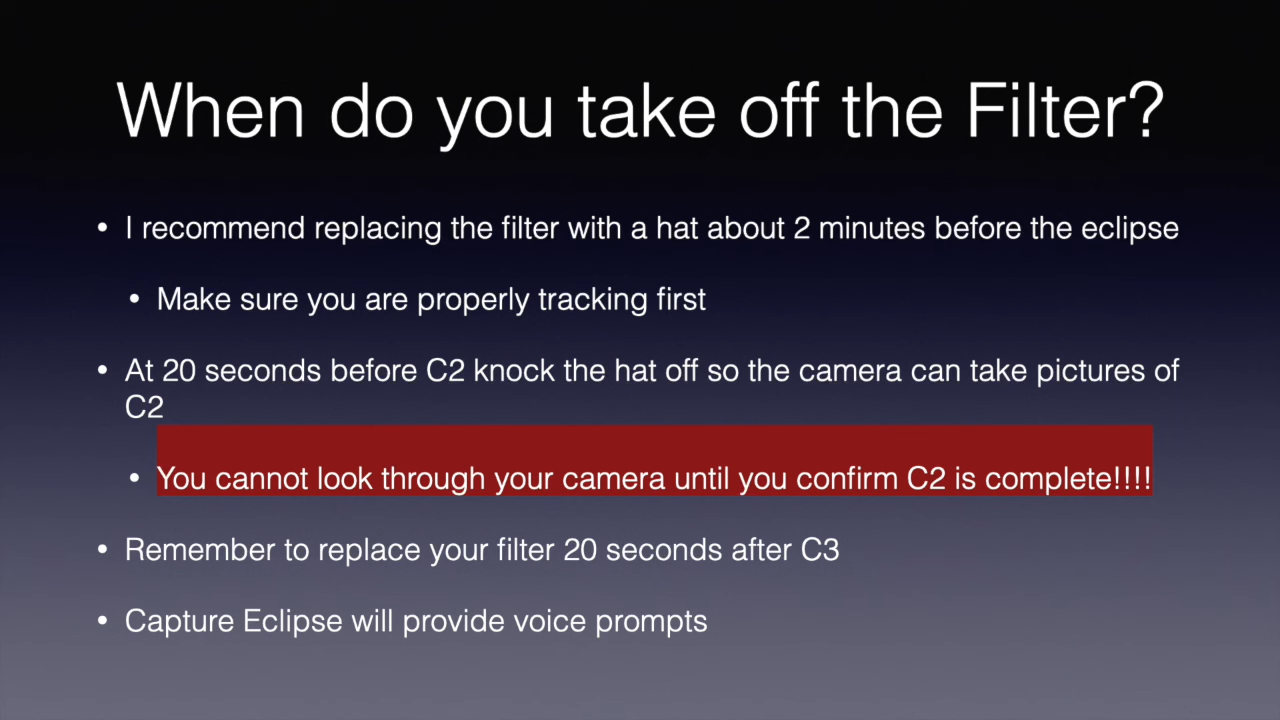 When do you take off the Filter?
• I recommend replacing the filter with a hat about 2 minutes before the eclipse
• Make sure you are properly tracking first
• At 20 seconds before C2 knock the hat off so the camera can take pictures of
C2
• You cannot look through your camera until you confirm C2 is complete!!!!
• Remember to replace your filter 20 seconds after C3
• Capture Eclipse will provide voice prompts